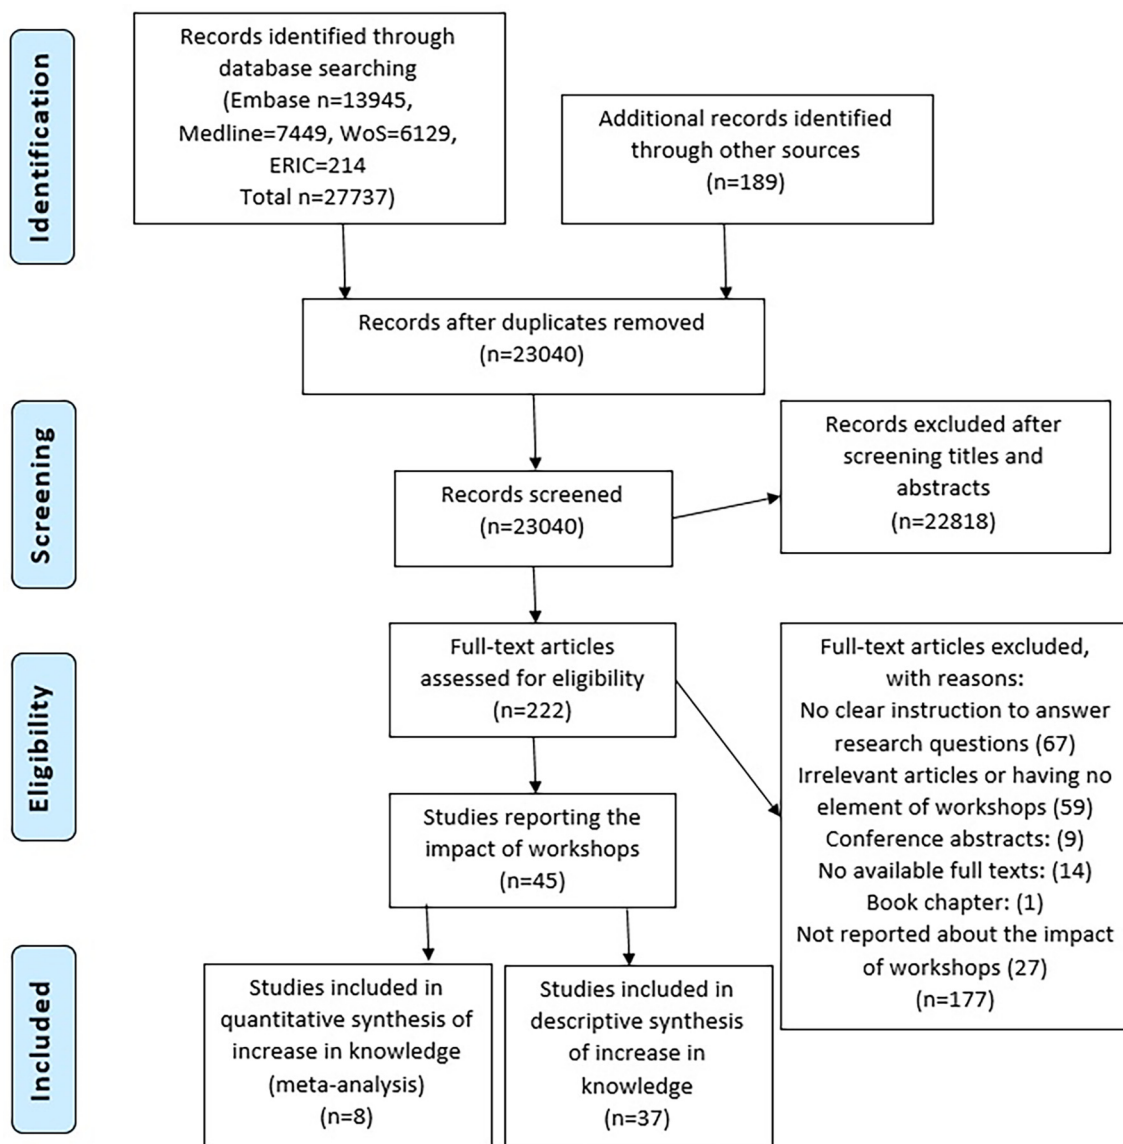 Identification
Records identified through
database searching
(Embase n=13945,
Medline=7449, WoS=6129,
ERIC=214
Total n=27737)
Additional records identified
through other sources
(n=189)
Records after duplicates removed
(n=23040)
Screening
Records screened
(n=23040)
Records excluded after
screening titles and
abstracts
(n=22818)
Eligibility
Full-text articles
assessed for eligibility
(n=222)
Full-text articles excluded,
with reasons:
No clear instruction to answer
research questions (67)
Irrelevant articles or having no
element of workshops (59)
Conference abstracts: (9)
No available full texts: (14)
Book chapter: (1)
Not reported about the impact
of workshops (27)
(n=177)
Studies reporting the
impact of workshops
(n=45)
Included
Studies included in
quantitative synthesis of
increase in knowledge
(meta-analysis)
(n=8)
Studies included in
descriptive synthesis
of increase in
knowledge
(n=37)